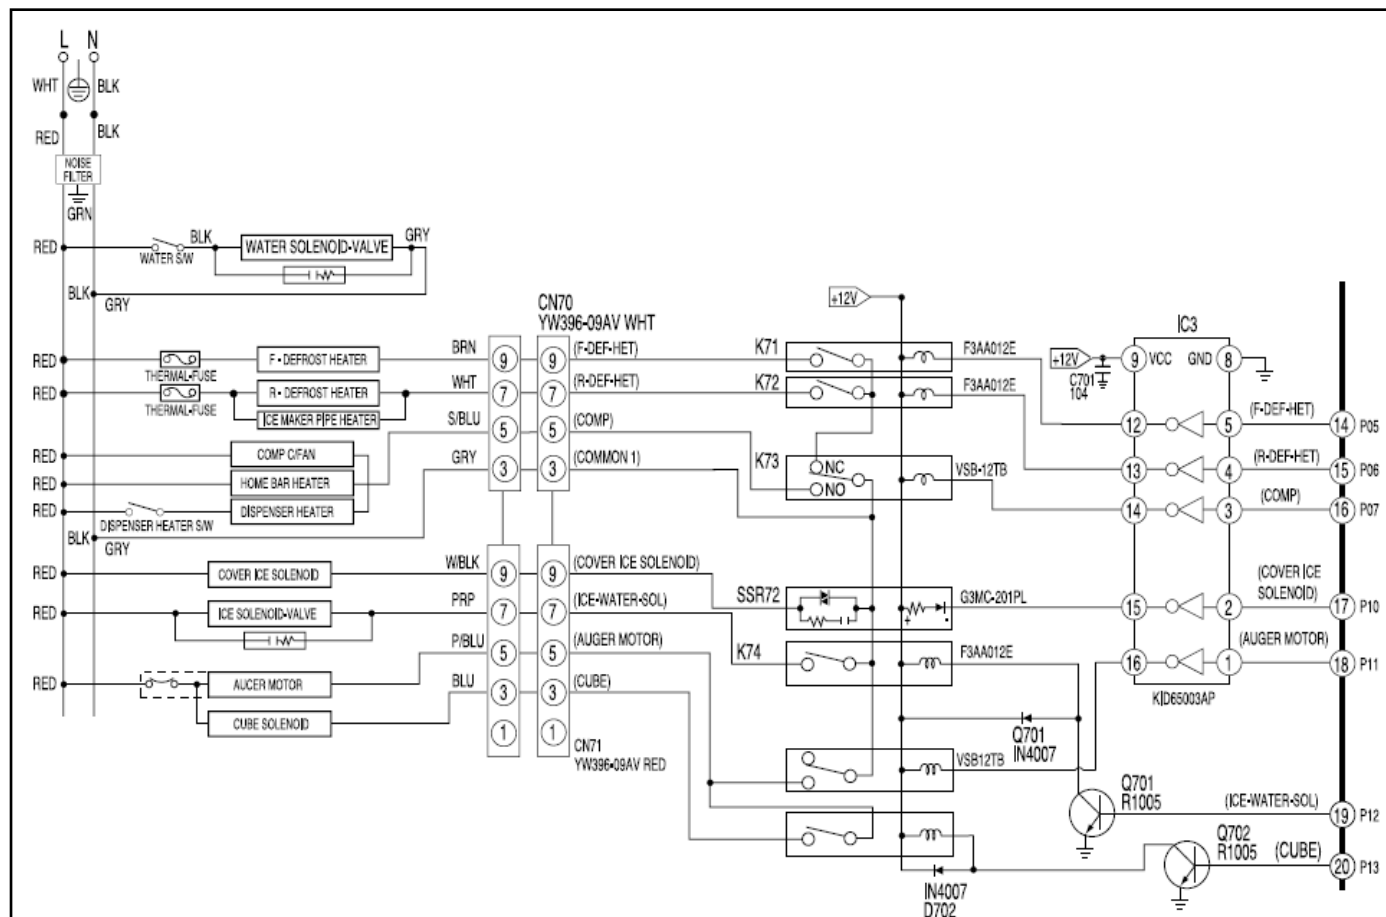 L N
WHT BLK
RED BLK
NOISE
FILTER
GRN
RED BLK WATER SOLENOID-VALVE GRY
WATER S/W
BLK GRY
CN70
YW396-09AV WHT
+12V
IC3
RED F - DEFROST HEATER BRN 9 9 (F-DEF-HET) K71 F3AA012E +12V 9 VCC GND 8
THERMAL-FUSE
C701
104
RED R - DEFROST HEATER WHT 7 7 (R-DEF-HET) K72 F3AA012E
THERMAL-FUSE ICE MAKER PIPE HEATER
S/BLU 5 5 (COMP) 12 5 (F-DEF-HET) 14 P05
RED COMP C/FAN GRY 3 3 (COMMON 1) K73 NC VSB-12TB 13 4 (R-DEF-HET) 15 P06
RED HOME BAR HEATER NO
RED DISPENSER HEATER 14 3 (COMP) 16 P07
DISPENSER HEATER S/W
BLK GRY
RED COVER ICE SOLENOID W/BLK 9 9 (COVER ICE SOLENOID)
SSR72 + G3MC-201PL 15 2 (COVER ICE
SOLENOID) 17 P10
RED ICE SOLENOID-VALVE PRP 7 7 (ICE-WATER-SOL)
P/BLU 5 5 (AUGER MOTOR) K74 F3AA012E 16 1 (AUGER MOTOR) 18 P11
RED AUCER MOTOR BLU 3 3 (CUBE)
KID65003AP
CUBE SOLENOID 1 1
CN71
YW396-09AV RED
Q701
IN4007
VSB12TB
Q701
R1005
(ICE-WATER-SOL) 19 P12
Q702
R1005
(CUBE) 20 P13
IN4007
D702